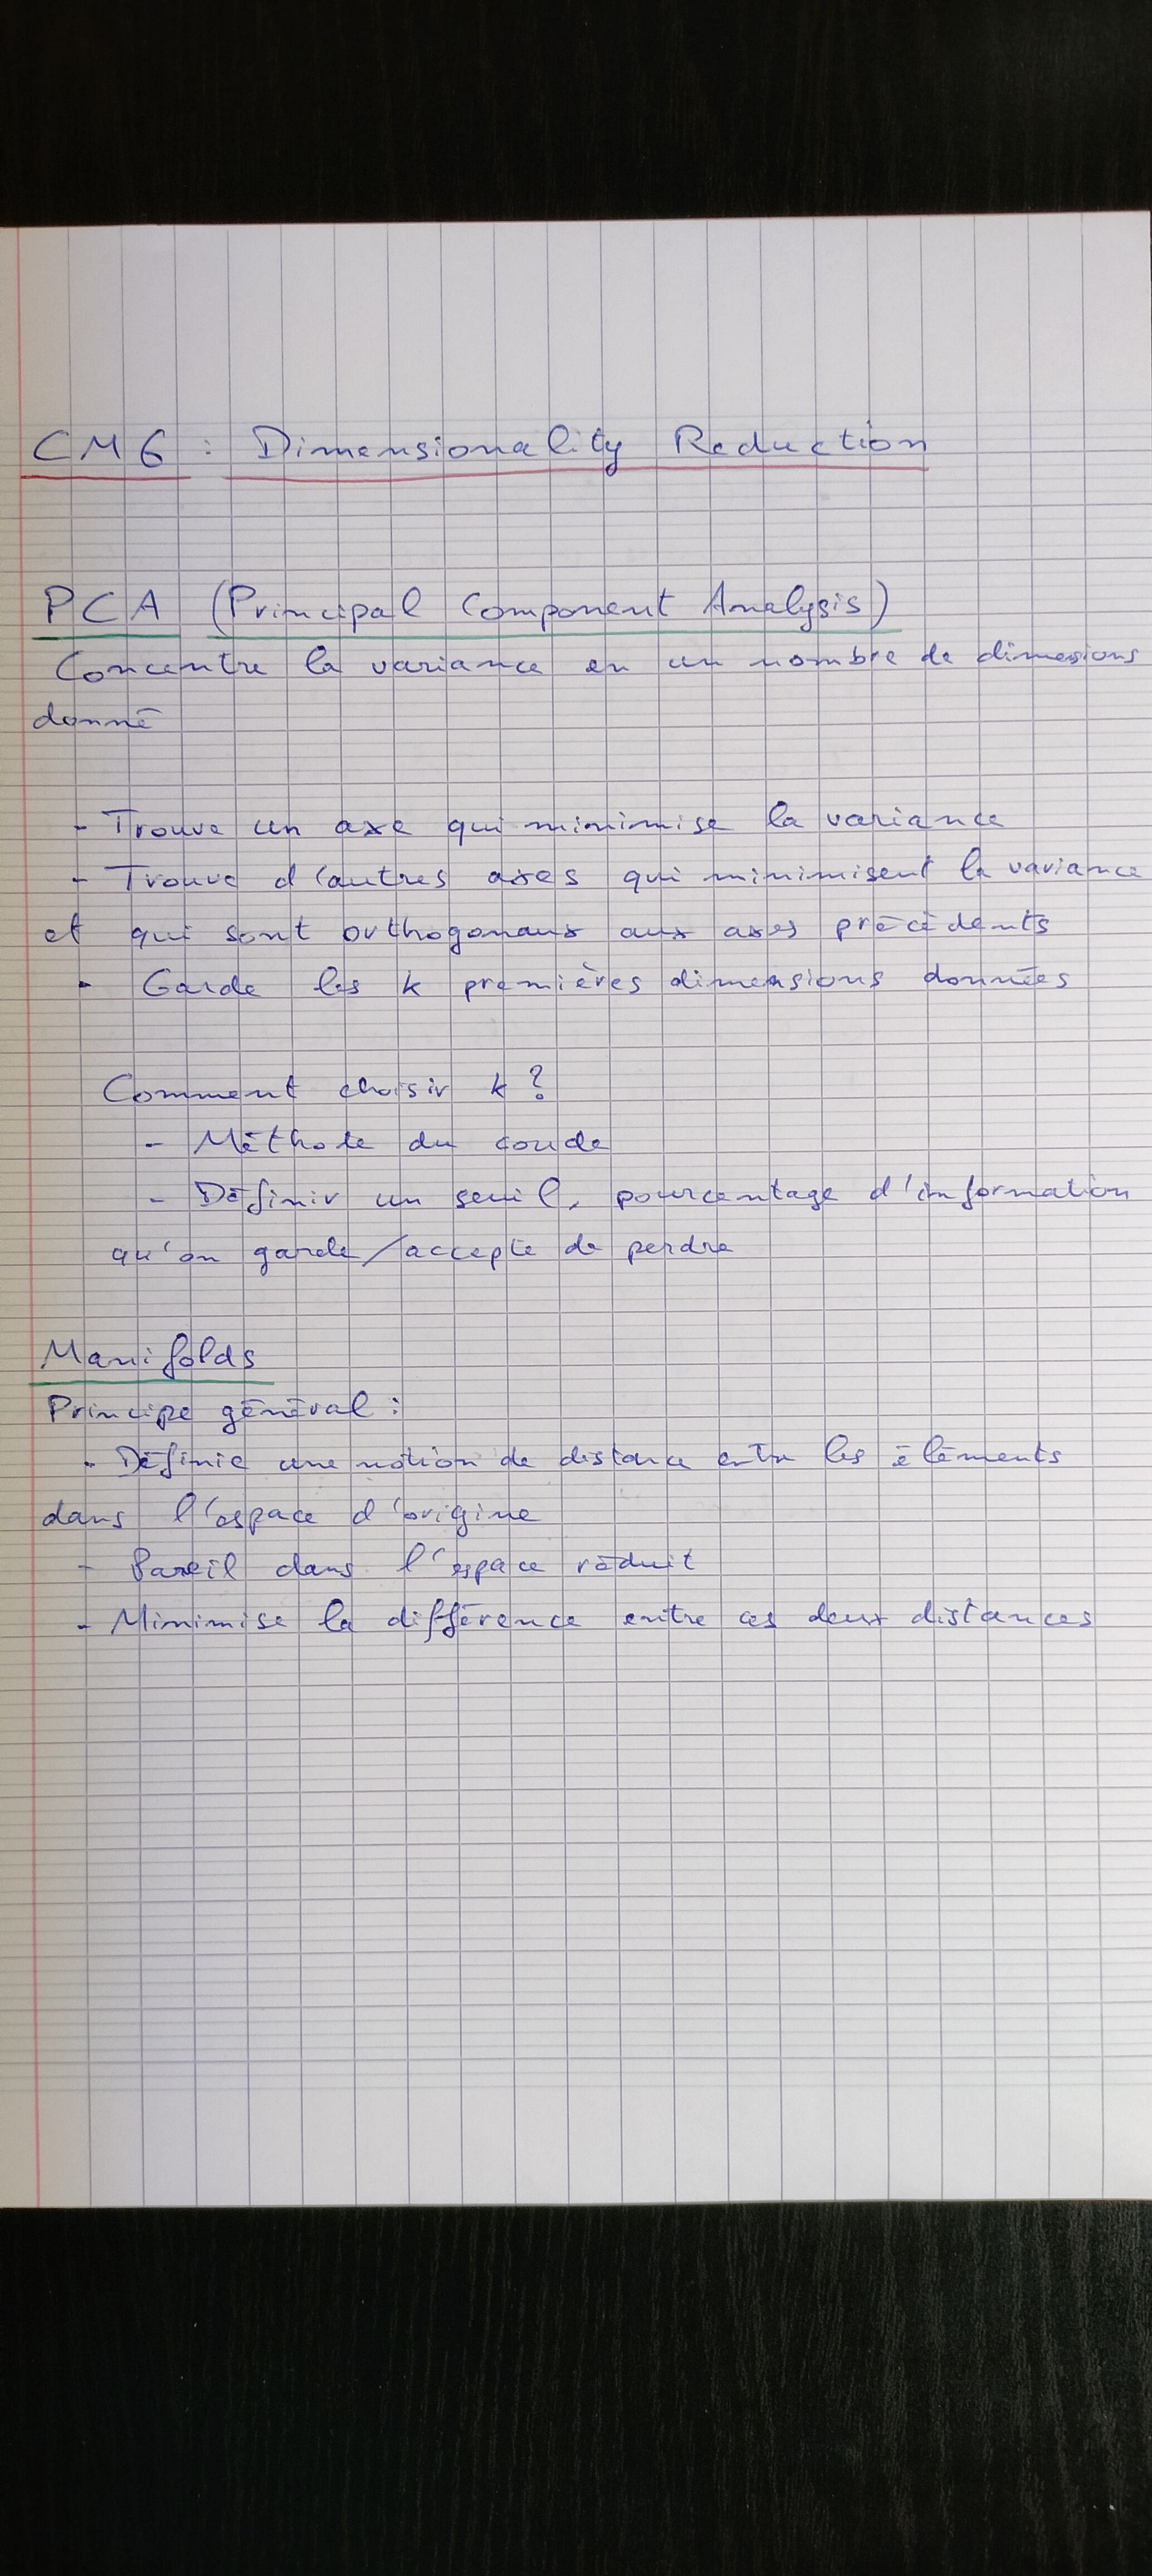 CM6 : Dimensionality Reduction
PCA (Principal Component Analysis)
Concentre la variance en un nombre de dimesions
donné
- Trouve un axe qui minimise la variance
- Trouve d'autres axes qui minimisent la variance
et qui sont orthogonaux aux axes précédents
- Garde les k premières dimensions données
Comment choisir k ?
- Méthode du coude
- Définir un seuil, pourcentage d'information
qu'on garde/accepte de perdre
Manifolds
Principe général :
- Définie une notion de distance entre les éléments
dans l'espace d'origine
- Pareil dans l'espace réduit
- Minimise la différence entre ces deux distances